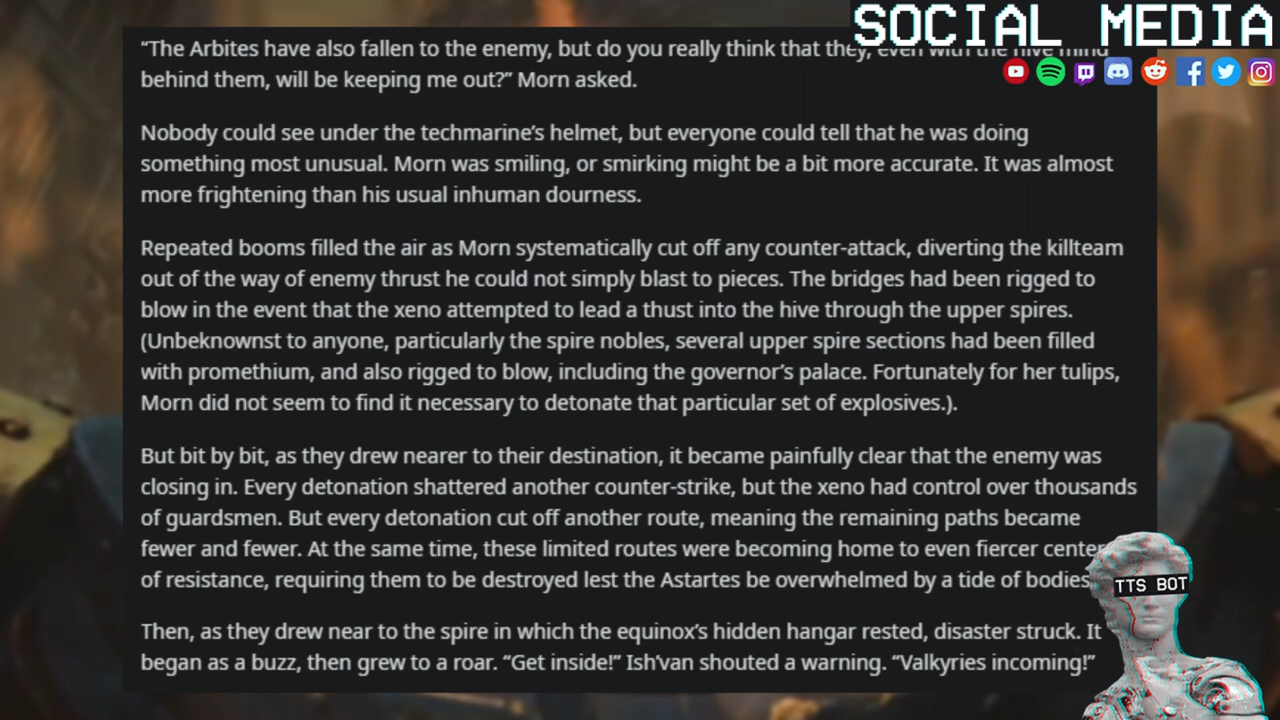 SOCIAL MEDIA
“The Arbites have also fallen to the enemy, but do you really think that they, even with the hive mind
behind them, will be keeping me out?” Morn asked.
Nobody could see under the techmarine’s helmet, but everyone could tell that he was doing
something most unusual. Morn was smiling, or smirking might be a bit more accurate. It was almost
more frightening than his usual inhuman dourness.
Repeated booms filled the air as Morn systematically cut off any counter-attack, diverting the killteam
out of the way of enemy thrust he could not simply blast to pieces. The bridges had been rigged to
blow in the event that the xeno attempted to lead a thust into the hive through the upper spires.
(Unbeknownst to anyone, particularly the spire nobles, several upper spire sections had been filled
with promethium, and also rigged to blow, including the governor’s palace. Fortunately for her tulips,
Morn did not seem to find it necessary to detonate that particular set of explosives.).
But bit by bit, as they drew nearer to their destination, it became painfully clear that the enemy was
closing in. Every detonation shattered another counter-strike, but the xeno had control over thousands
of guardsmen. But every detonation cut off another route, meaning the remaining paths became
fewer and fewer. At the same time, these limited routes were becoming home to even fiercer center
of resistance, requiring them to be destroyed lest the Astartes be overwhelmed by a tide of bodies
Then, as they drew near to the spire in which the equinox’s hidden hangar rested, disaster struck. It
began as a buzz, then grew to a roar. “Get inside!” Ish’van shouted a warning. “Valkyries incoming!”
TTS BOT